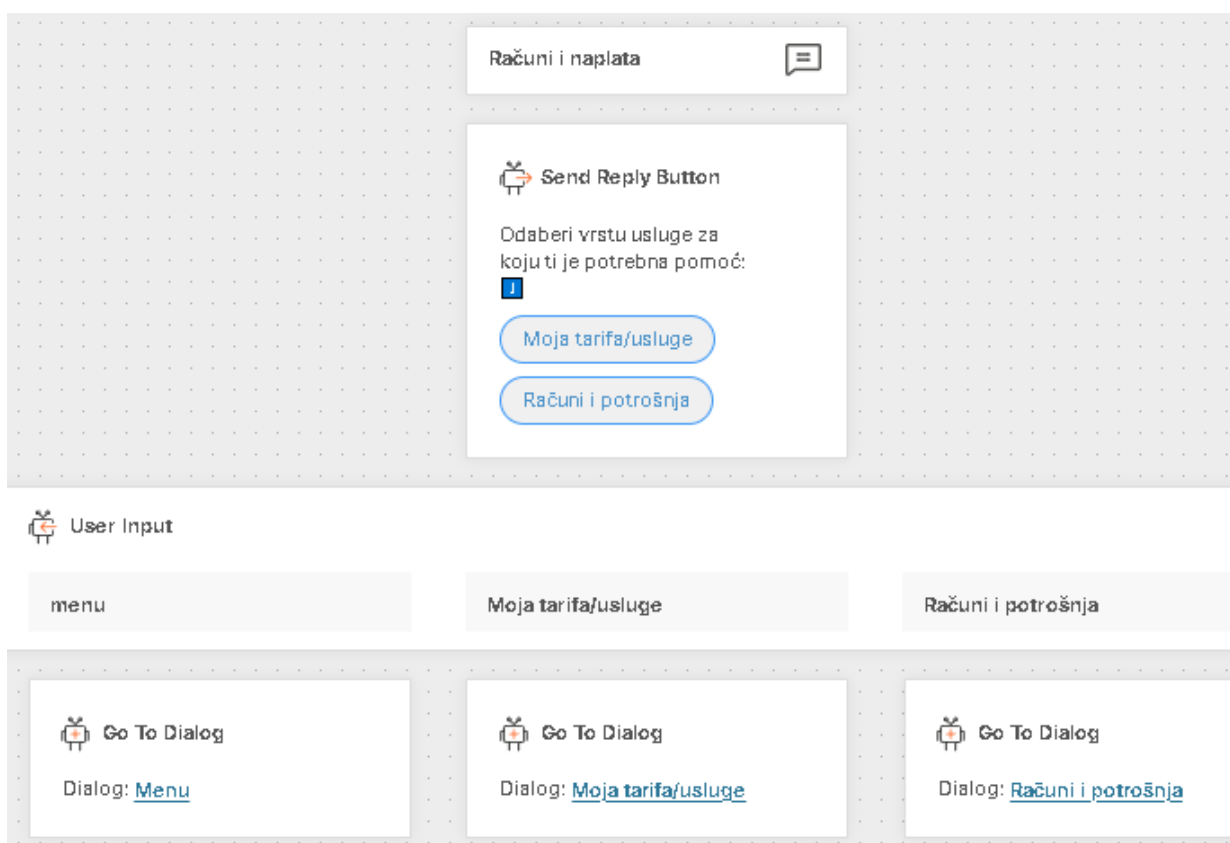 Računi i naplata
Send Reply Button
Odaberi vrstu usluge za
koju ti je potrebna pomoć:
Moja tarifa/usluge
Računi i potrošnja
User Input
menu
Moja tarifa/usluge
Računi i potrošnja
Go To Dialog
Go To Dialog
Go To Dialog
Dialog: Menu
Dialog: Moja tarifa/usluge
Dialog: Računi i potrošnja